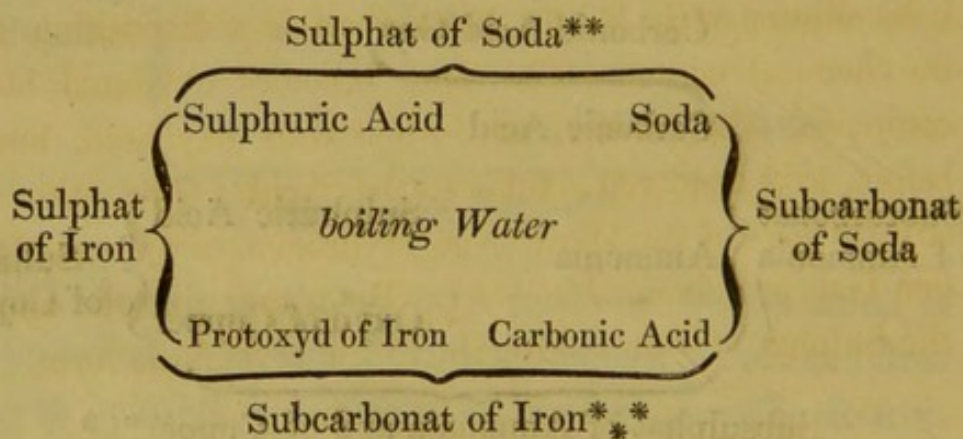 Sulphat of Soda**
Sulphuric Acid Soda
Sulphat of Iron
boiling Water
Subcarbonat of Soda
Protoxyd of Iron Carbonic Acid
Subcarbonat of Iron***